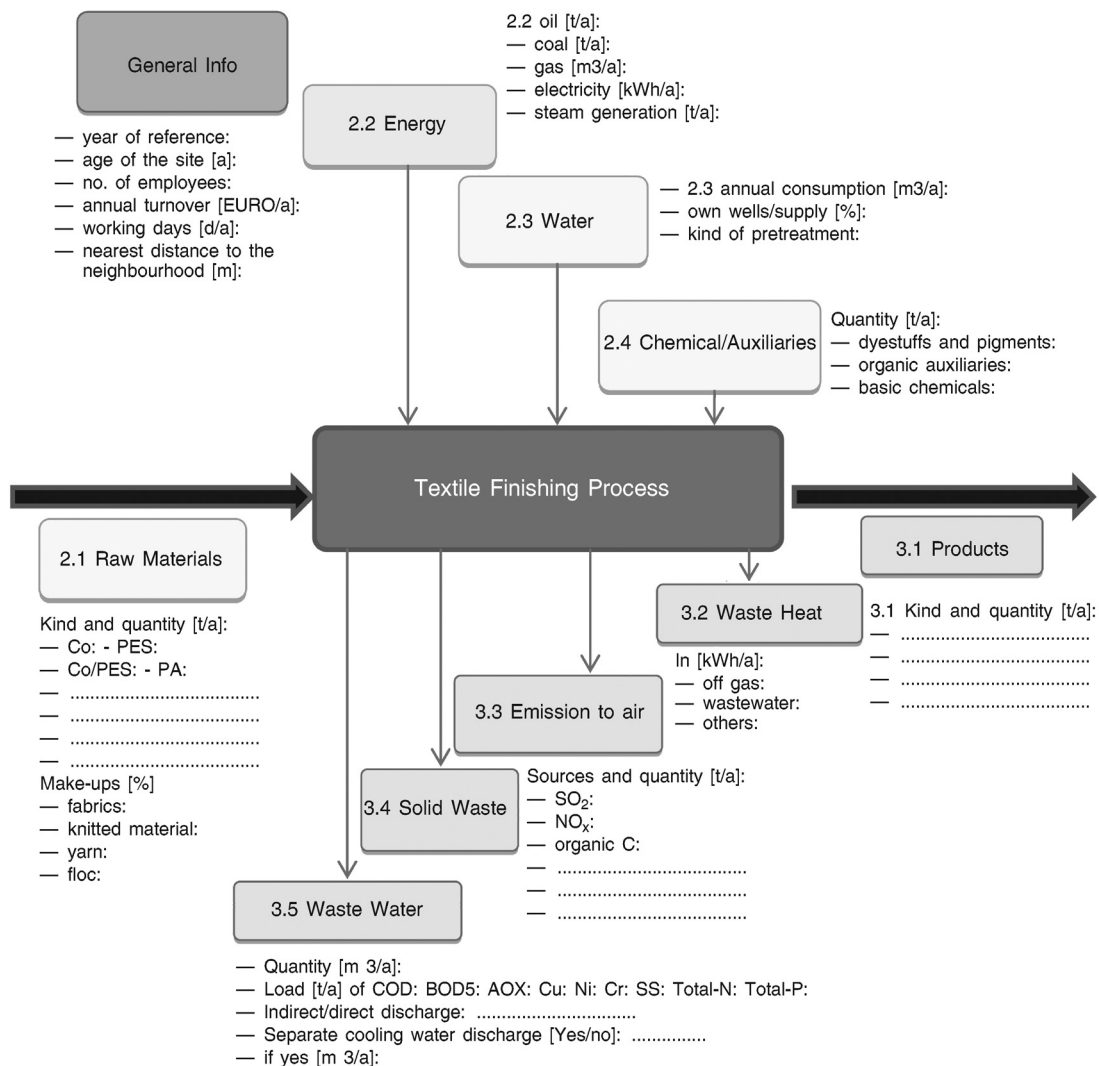 General Info
— year of reference:
— age of the site [a]:
— no. of employees:
— annual turnover [EURO/a]:
— working days [d/a]:
— nearest distance to the
neighbourhood [m]:
2.2 Energy
2.2 oil [t/a]:
— coal [t/a]:
— gas [m3/a]:
— electricity [kWh/a]:
— steam generation [t/a]:
2.3 Water
— 2.3 annual consumption [m3/a]:
— own wells/supply [%]:
— kind of pretreatment:
2.4 Chemical/Auxiliaries
Quantity [t/a]:
— dyestuffs and pigments:
— organic auxiliaries:
— basic chemicals:
Textile Finishing Process
2.1 Raw Materials
Kind and quantity [t/a]:
— Co: - PES:
— Co/PES: - PA:
— ..................................
— ..................................
— ..................................
— ..................................
Make-ups [%]
— fabrics:
— knitted material:
— yarn:
— floc:
3.1 Products
3.1 Kind and quantity [t/a]:
— ..................................
— ..................................
— ..................................
— ..................................
3.2 Waste Heat
In [kWh/a]:
— off gas:
— wastewater:
— others:
3.3 Emission to air
Sources and quantity [t/a]:
— SO2:
— NOx:
— organic C:
— ..................................
— ..................................
— ..................................
3.4 Solid Waste
3.5 Waste Water
— Quantity [m 3/a]:
— Load [t/a] of COD: BOD5: AOX: Cu: Ni: Cr: SS: Total-N: Total-P:
— Indirect/direct discharge: ................................
— Separate cooling water discharge [Yes/no]: ...............
— if yes [m 3/a]: